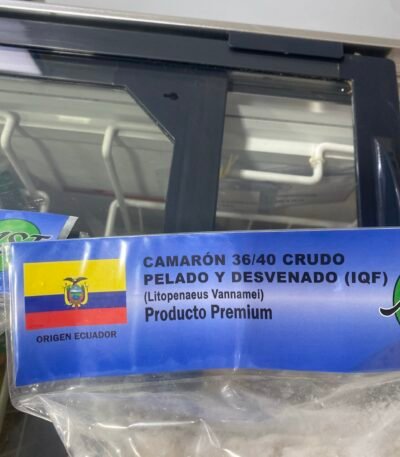 CAMARÓN 36/40 CRUDO
PELADO Y DESVENADO (IQF)
(Litopenaeus Vannamei)
Producto Premium
ORIGEN ECUADOR